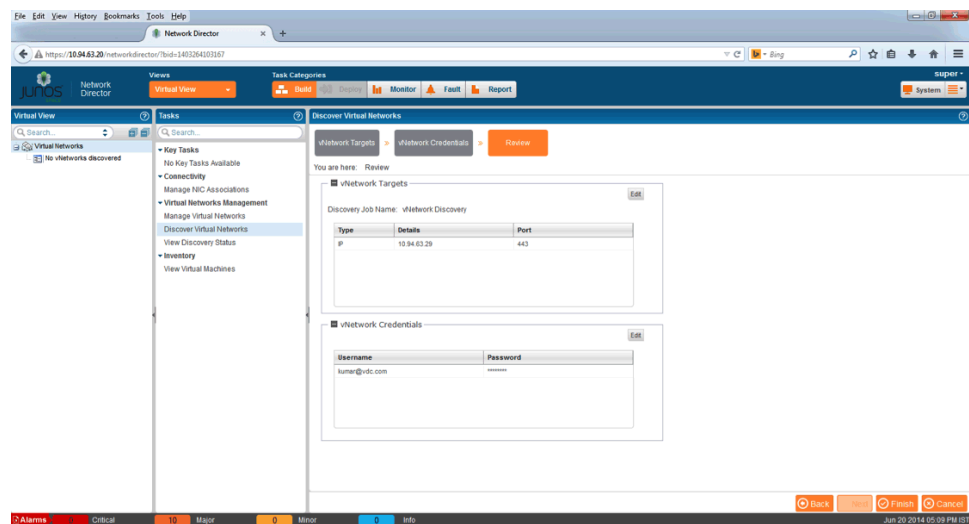 File Edit View History Bookmarks Tools Help
Network Director × +
https://10.94.63.20/networkdirector/?bid=1403264103167
Bing
JUNOS Network Director
Views
Virtual View
Task Categories
Build Deploy Monitor Fault Report
super
System
Virtual View
Search...
Virtual Networks
No vNetworks discovered
Tasks
Search...
Key Tasks
No Key Tasks Available
Connectivity
Manage NIC Associations
Virtual Networks Management
Manage Virtual Networks
Discover Virtual Networks
View Discovery Status
Inventory
View Virtual Machines
Discover Virtual Networks
vNetwork Targets » vNetwork Credentials » Review
You are here: Review
vNetwork Targets
Edit
Discovery Job Name: vNetwork Discovery
Type Details Port
IP 10.94.63.29 443
vNetwork Credentials
Edit
Username Password
kumar@vdc.com ********
Back Next Finish Cancel
Alarms Critical 10 Major 0 Minor 0 Info
Jun 20 2014 05:09 PM IST